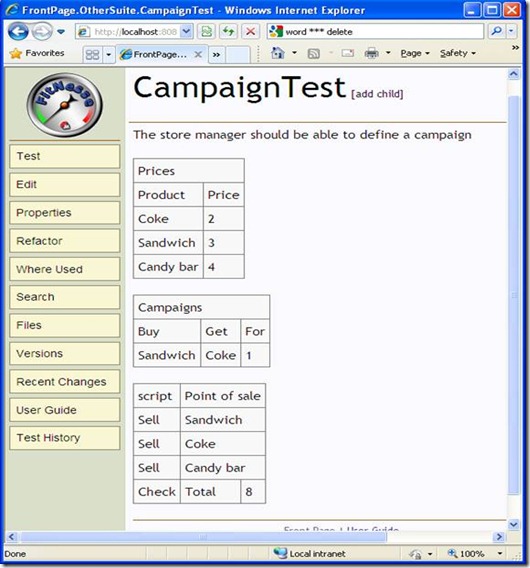 FrontPage.OtherSuite.CampaignTest - Windows Internet Explorer
http://localhost:808
word *** delete
Favorites
FrontPage...
Page
Safety
FitNesse
CampaignTest [add child]
The store manager should be able to define a campaign
Test
Edit
Properties
Refactor
Where Used
Search
Files
Versions
Recent Changes
User Guide
Test History
Prices
Product Price
Coke 2
Sandwich 3
Candy bar 4
Campaigns
Buy Get For
Sandwich Coke 1
script Point of sale
Sell Sandwich
Sell Coke
Sell Candy bar
Check Total 8
Front Page | User Guide
Done
Local intranet
100%